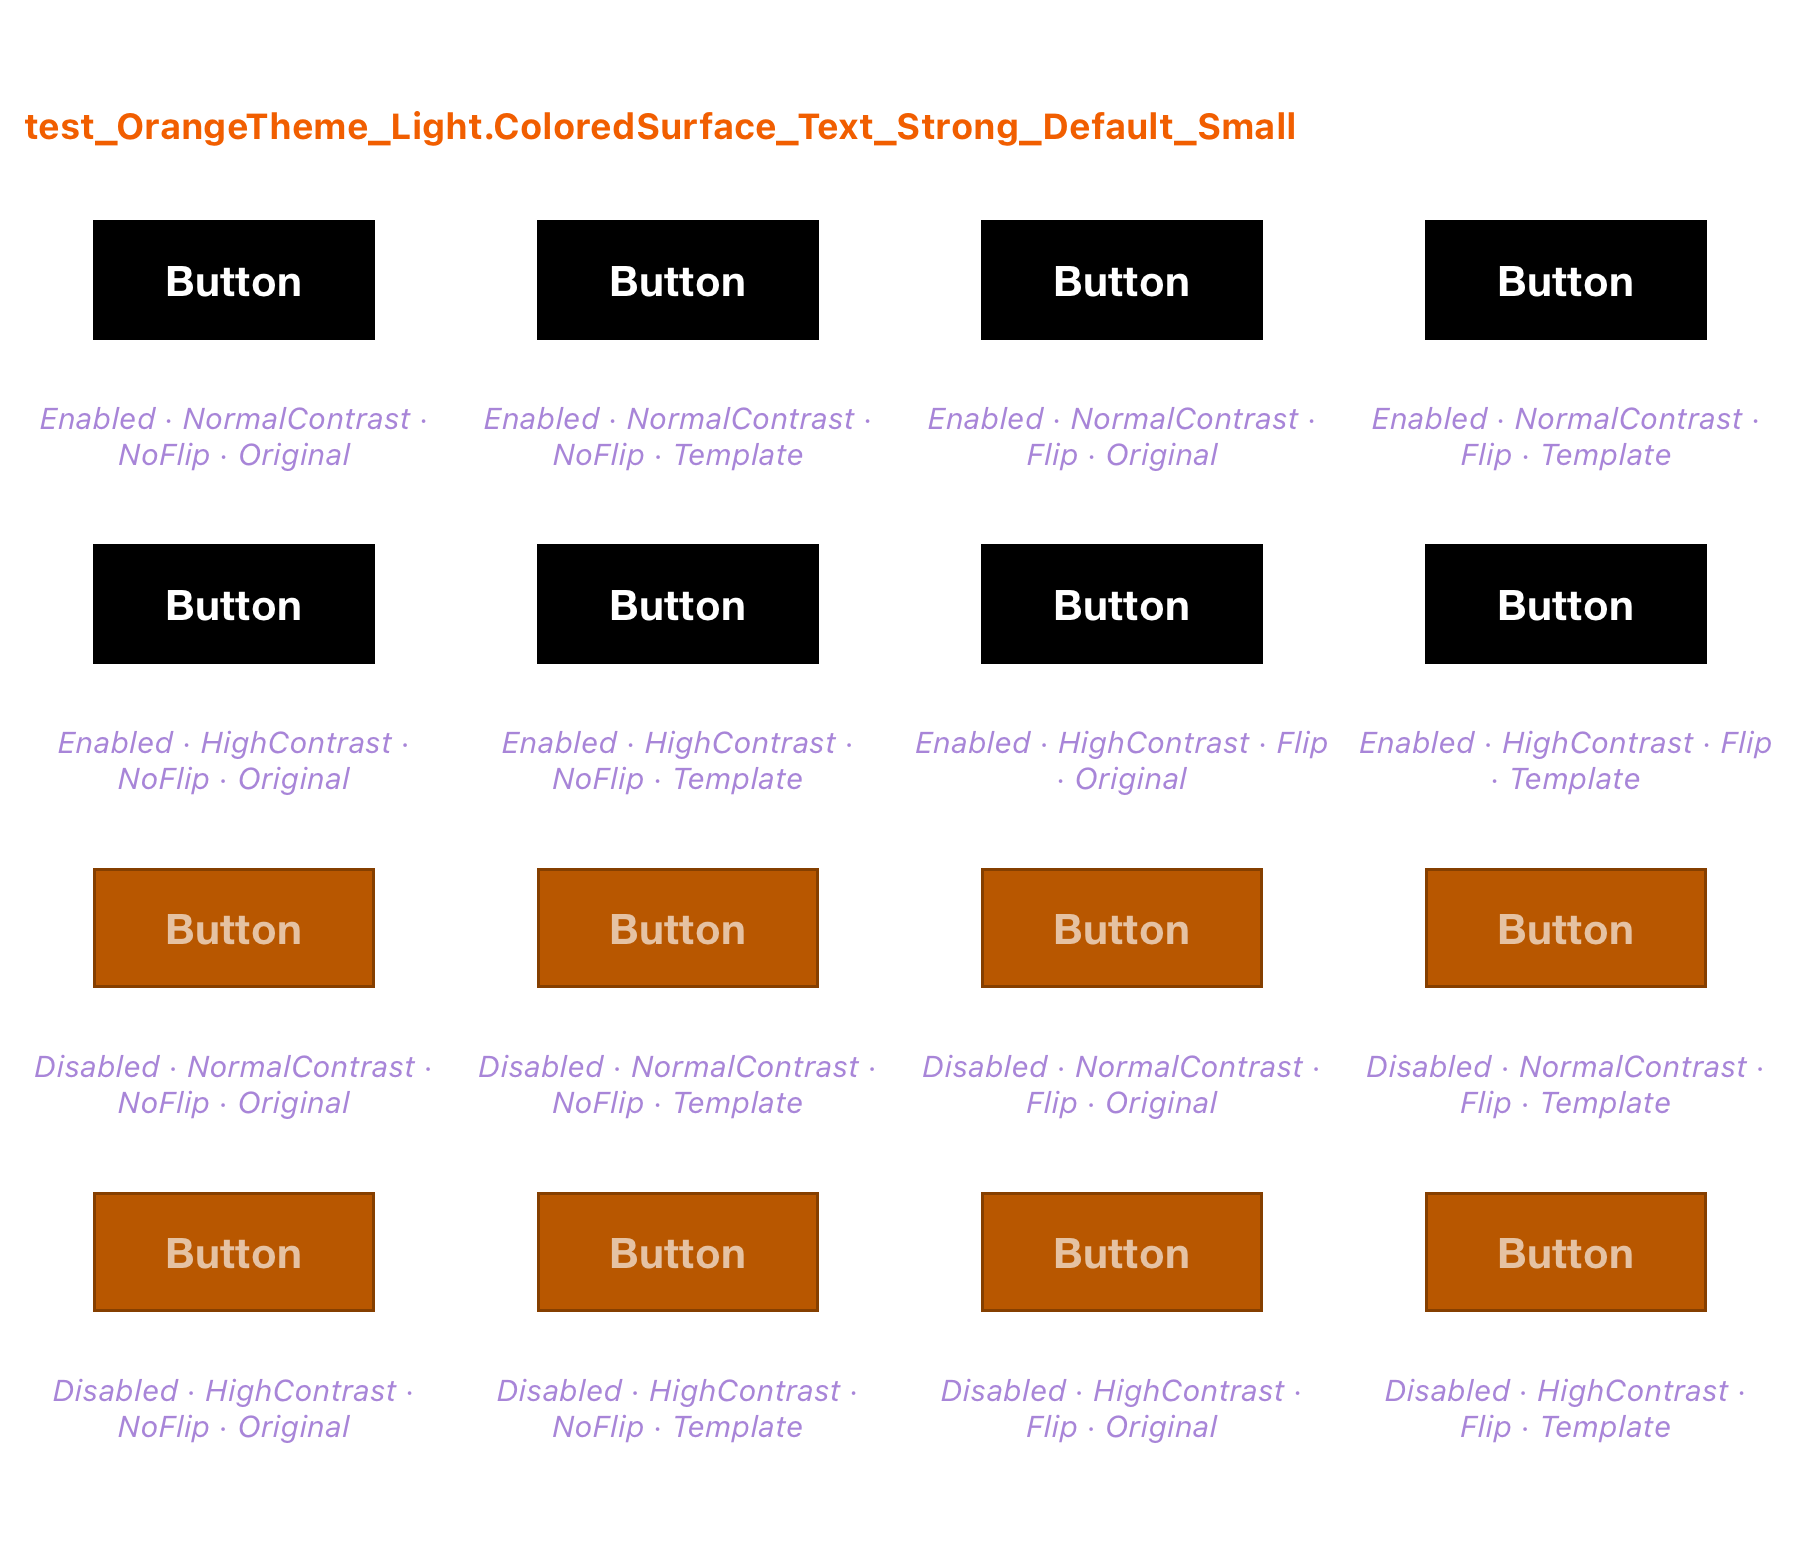 test_OrangeTheme_Light.ColoredSurface_Text_Strong_Default_Small
Button Button Button Button
Enabled · NormalContrast ·
NoFlip · Original
Enabled · NormalContrast ·
NoFlip · Template
Enabled · NormalContrast ·
Flip · Original
Enabled · NormalContrast ·
Flip · Template
Button Button Button Button
Enabled · HighContrast ·
NoFlip · Original
Enabled · HighContrast ·
NoFlip · Template
Enabled · HighContrast · Flip
· Original
Enabled · HighContrast · Flip
· Template
Button Button Button Button
Disabled · NormalContrast ·
NoFlip · Original
Disabled · NormalContrast ·
NoFlip · Template
Disabled · NormalContrast ·
Flip · Original
Disabled · NormalContrast ·
Flip · Template
Button Button Button Button
Disabled · HighContrast ·
NoFlip · Original
Disabled · HighContrast ·
NoFlip · Template
Disabled · HighContrast ·
Flip · Original
Disabled · HighContrast ·
Flip · Template